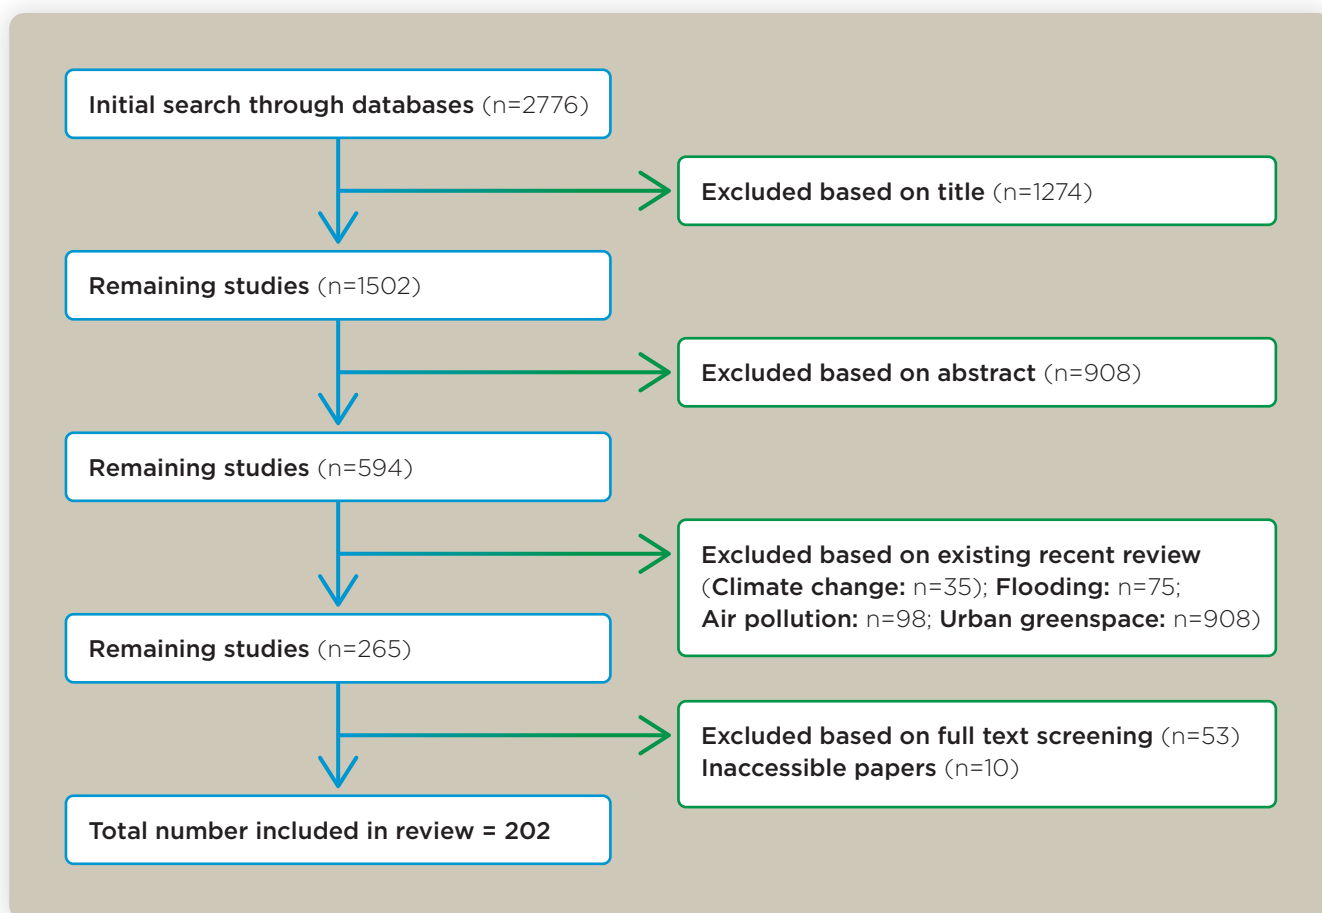 Initial search through databases (n=2776)
Excluded based on title (n=1274)
Remaining studies (n=1502)
Excluded based on abstract (n=908)
Remaining studies (n=594)
Excluded based on existing recent review
(Climate change: n=35); Flooding: n=75;
Air pollution: n=98; Urban greenspace: n=908)
Remaining studies (n=265)
Excluded based on full text screening (n=53)
Inaccessible papers (n=10)
Total number included in review = 202